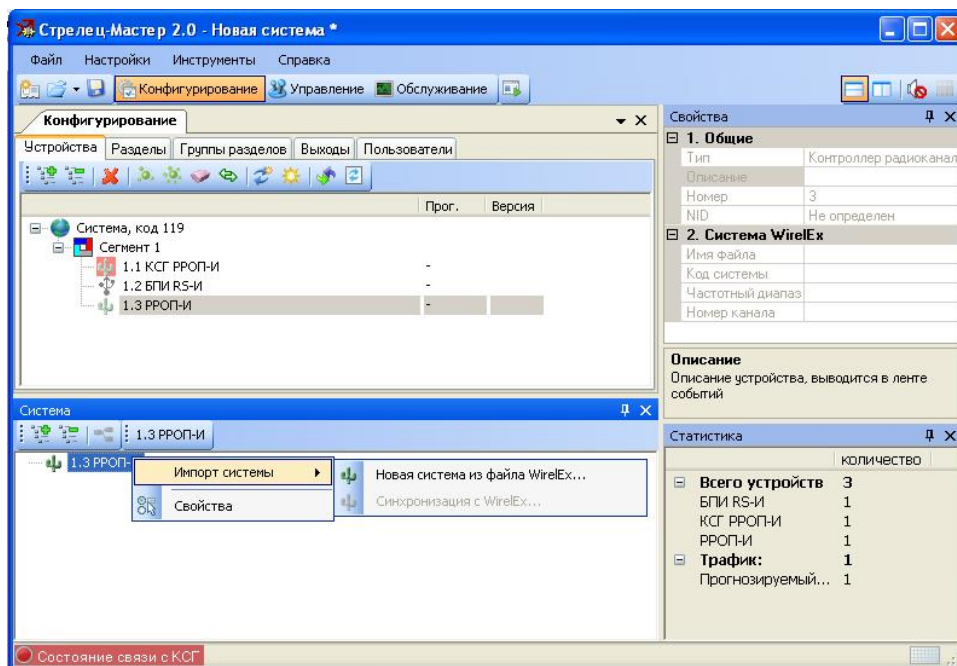 Стрелец-Мастер 2.0 - Новая система *
Файл Настройки Инструменты Справка
Конфигурирование Управление Обслуживание
Конфигурирование
Устройства Разделы Группы разделов Выходы Пользователи
Прог. Версия
Система, код 119
Сегмент 1
1.1 КСГ РРОП-И -
1.2 БПИ RS-И -
1.3 РРОП-И -
Система
1.3 РРОП-И
1.3 РРОП-
Импорт системы
Свойства
Новая система из файла WirelEx...
Синхронизация с WirelEx...
Свойства
1. Общие
Тип Контроллер радиоканал
Описание
Номер 3
NID Не определен
2. Система WirelEx
Имя файла
Код системы
Частотный диапаз
Номер канала
Описание
Описание устройства, выводится в ленте
событий
Статистика
количество
Всего устройств 3
БПИ RS-И 1
КСГ РРОП-И 1
РРОП-И 1
Трафик: 1
Прогнозируемый... 1
Состояние связи с КСГ